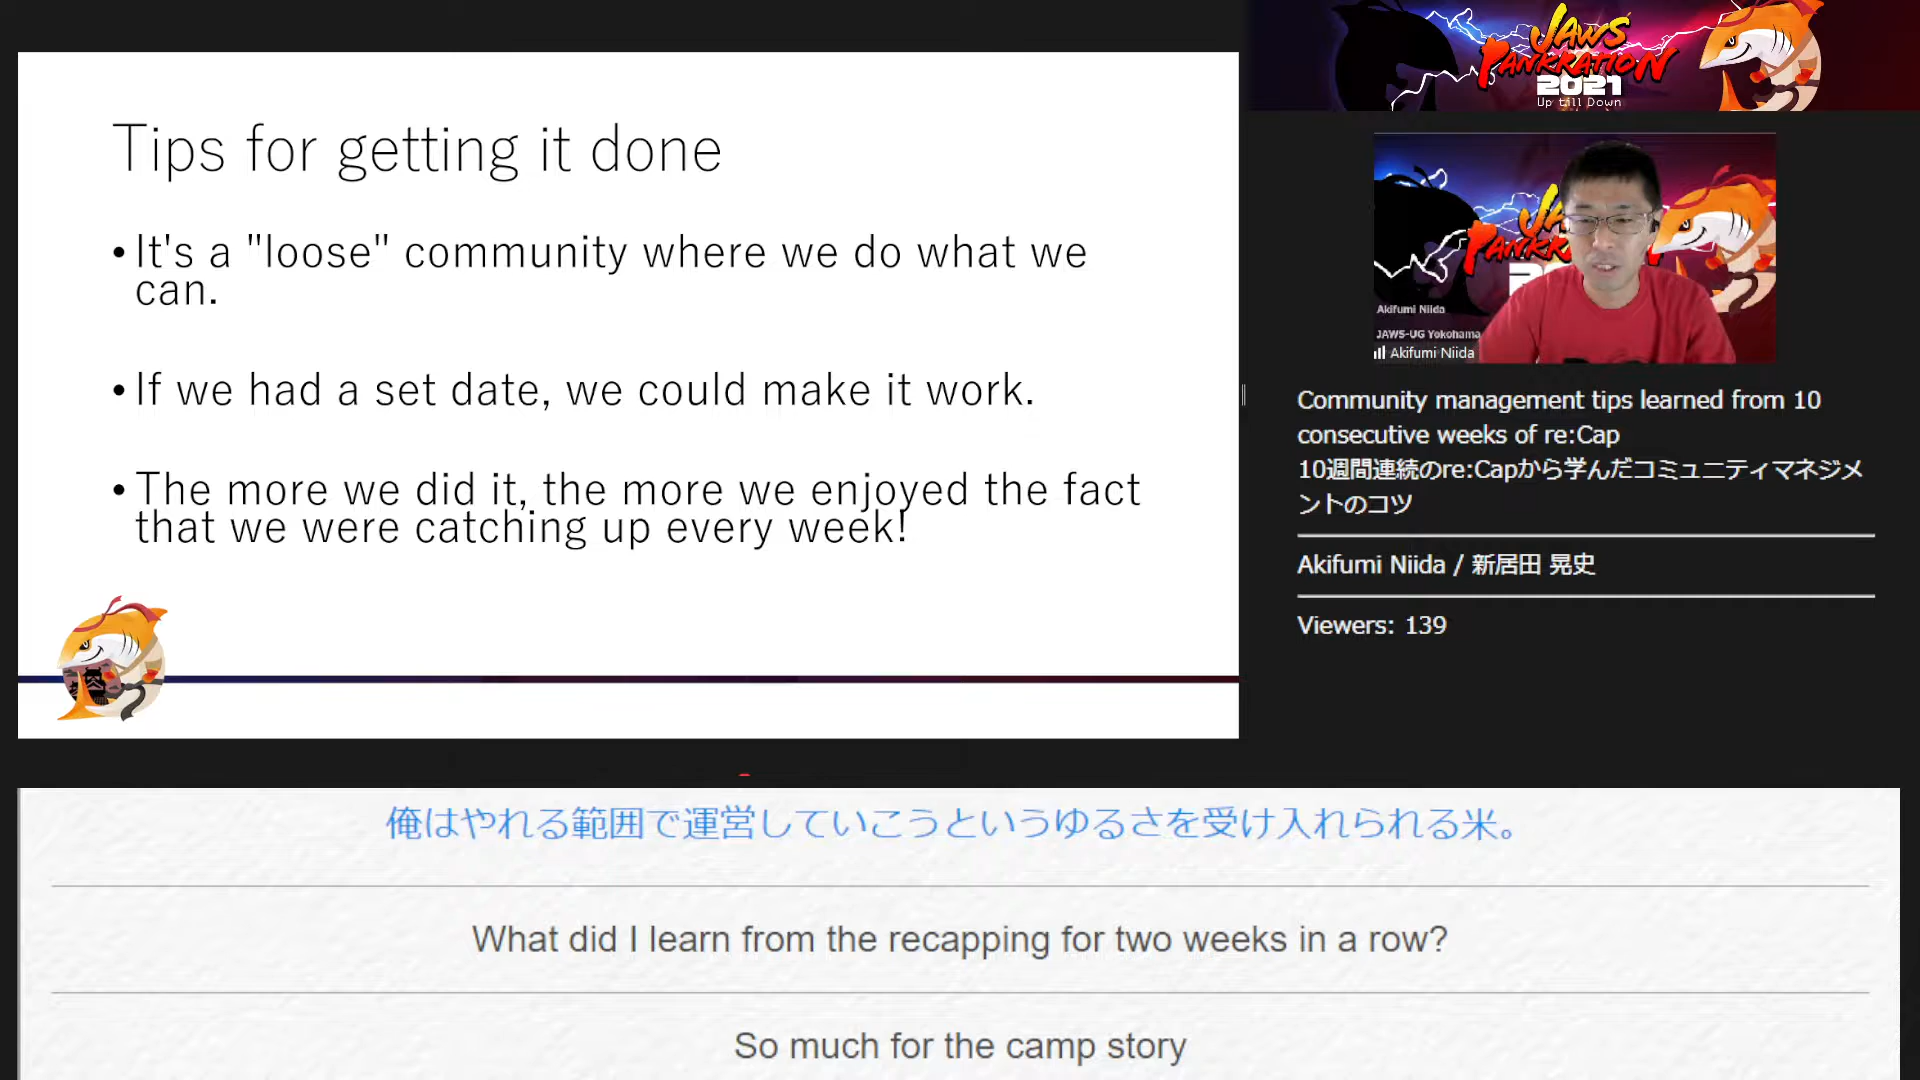 Tips for getting it done
•It's a "loose" community where we do what we
can.
•If we had a set date, we could make it work.
•The more we did it, the more we enjoyed the fact
that we were catching up every week!
JAWS
PANKRATION
2021
Up till Down
Akifumi Niida
JAWS-UG Yokohama
Akifumi Niida
Community management tips learned from 10
consecutive weeks of re:Cap
10週間連続のre:Capから学んだコミュニティマネジメ
ントのコツ
Akifumi Niida / 新居田 晃史
Viewers: 139
俺はやれる範囲で運営していこうというゆるさを受け入れられる米。
What did I learn from the recapping for two weeks in a row?
So much for the camp story